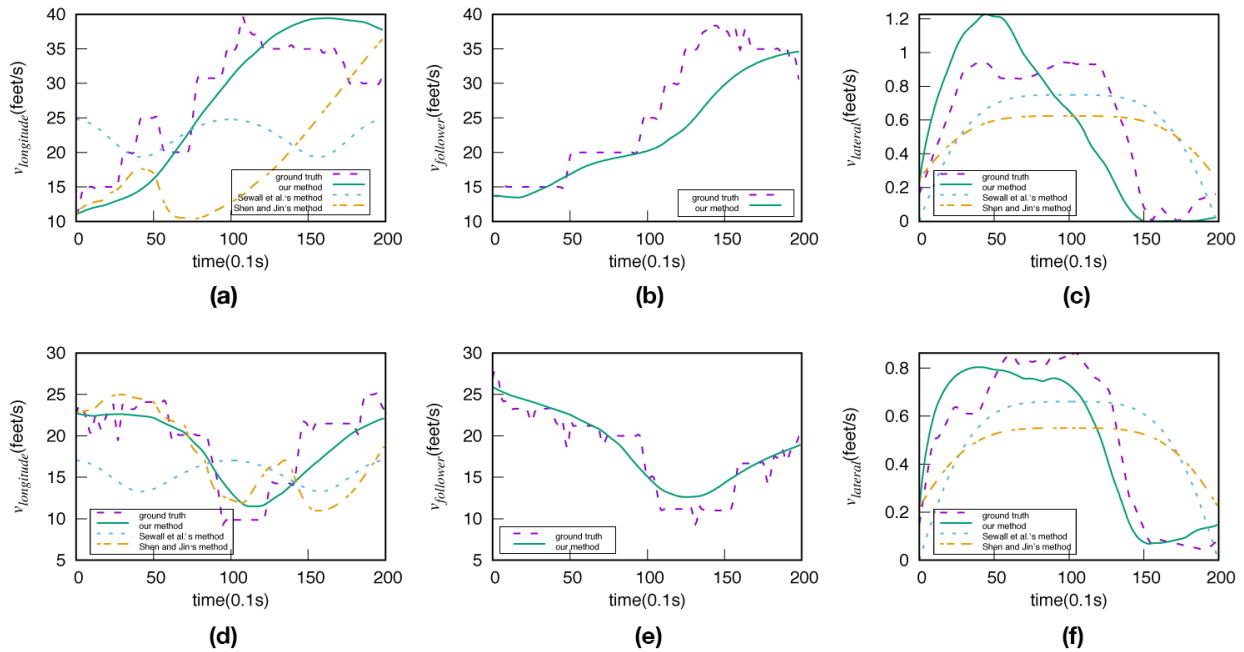 40
35
30
25
20
15
10
v_longitude(feet/s)
ground truth
our method
Sewall et al.'s method
Shen and Jin's method
0 50 100 150 200
time(0.1s)
(a)
40
35
30
25
20
15
10
v_follower(feet/s)
ground truth
our method
0 50 100 150 200
time(0.1s)
(b)
1.2
1
0.8
0.6
0.4
0.2
0
v_lateral(feet/s)
ground truth
our method
Sewall et al.'s method
Shen and Jin's method
0 50 100 150 200
time(0.1s)
(c)
30
25
20
15
10
5
v_longitude(feet/s)
ground truth
our method
Sewall et al.'s method
Shen and Jin's method
0 50 100 150 200
time(0.1s)
(d)
30
25
20
15
10
5
v_follower(feet/s)
ground truth
our method
0 50 100 150 200
time(0.1s)
(e)
0.8
0.6
0.4
0.2
0
v_lateral(feet/s)
ground truth
our method
Sewall et al.'s method
Shen and Jin's method
0 50 100 150 200
time(0.1s)
(f)